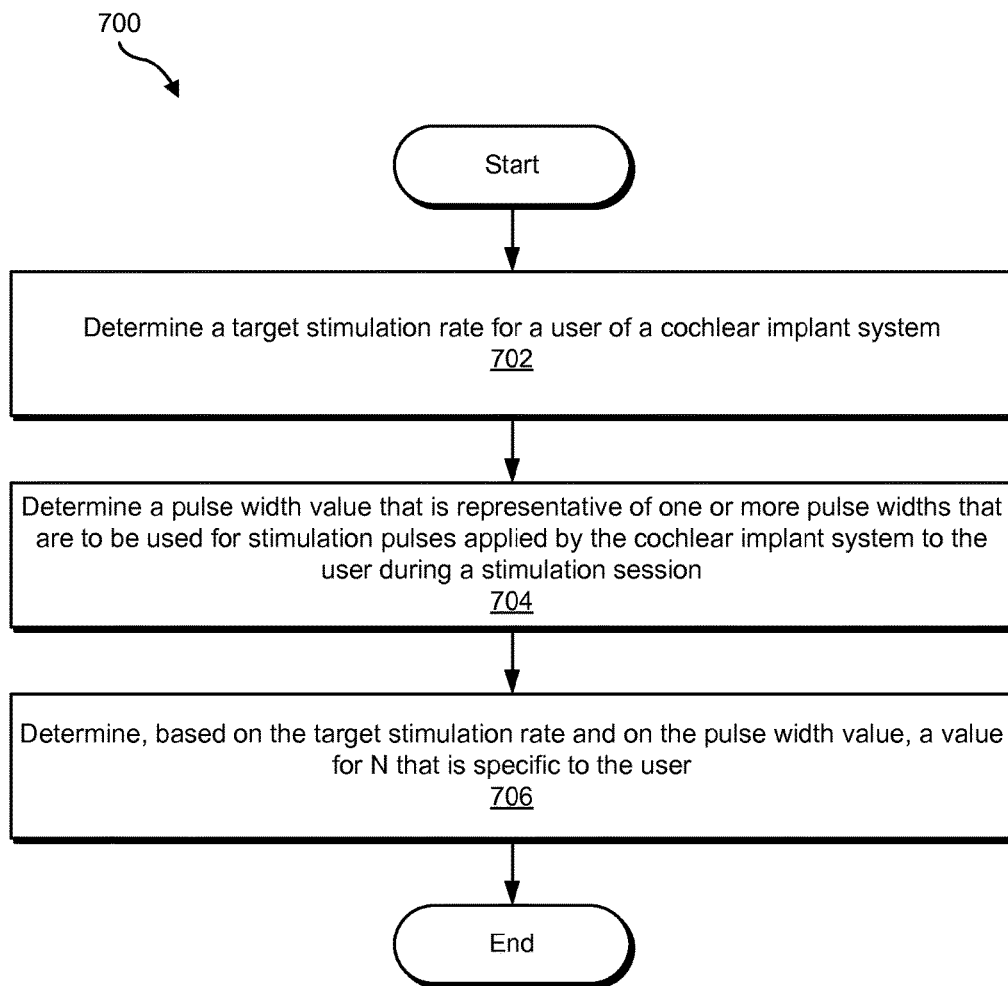 700
Start
Determine a target stimulation rate for a user of a cochlear implant system
702
Determine a pulse width value that is representative of one or more pulse widths that
are to be used for stimulation pulses applied by the cochlear implant system to the
user during a stimulation session
704
Determine, based on the target stimulation rate and on the pulse width value, a value
for N that is specific to the user
706
End